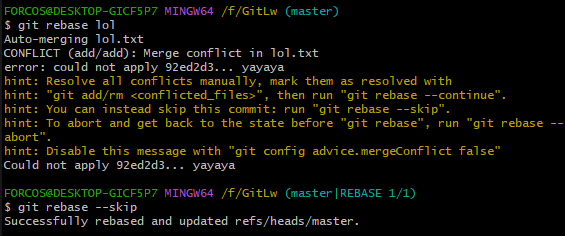 FORCOS@DESKTOP-GICF5P7 MINGW64 /f/GitLw (master)
$ git rebase lol
Auto-merging lol.txt
CONFLICT (add/add): Merge conflict in lol.txt
error: could not apply 92ed2d3... yayaya
hint: Resolve all conflicts manually, mark them as resolved with
hint: "git add/rm <conflicted_files>", then run "git rebase --continue".
hint: You can instead skip this commit: run "git rebase --skip".
hint: To abort and get back to the state before "git rebase", run "git rebase --
abort".
hint: Disable this message with "git config advice.mergeConflict false"
Could not apply 92ed2d3... yayaya
FORCOS@DESKTOP-GICF5P7 MINGW64 /f/GitLw (master|REBASE 1/1)
$ git rebase --skip
Successfully rebased and updated refs/heads/master.